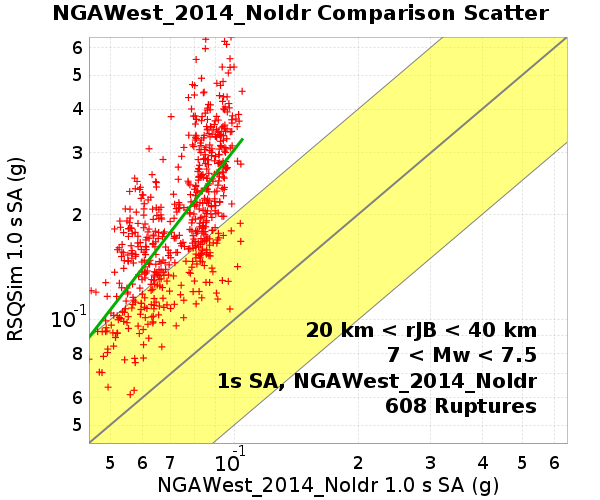 NGAWest_2014_NoIdr Comparison Scatter
RSQSim 1.0 s SA (g)
6
5
4
3
2
10-1
8
6
5
20 km < rJB < 40 km
7 < Mw < 7.5
1s SA, NGAWest_2014_NoIdr
608 Ruptures
5 6 7 10-1 2 3 4 5 6
NGAWest_2014_NoIdr 1.0 s SA (g)